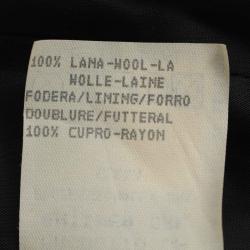 100% LANA-WOOL-LA
WOLLE-LAINE
FODERA/LINING/FORRO
DOUBLURE/FUTTERAL
100% CUPRO-RAYON